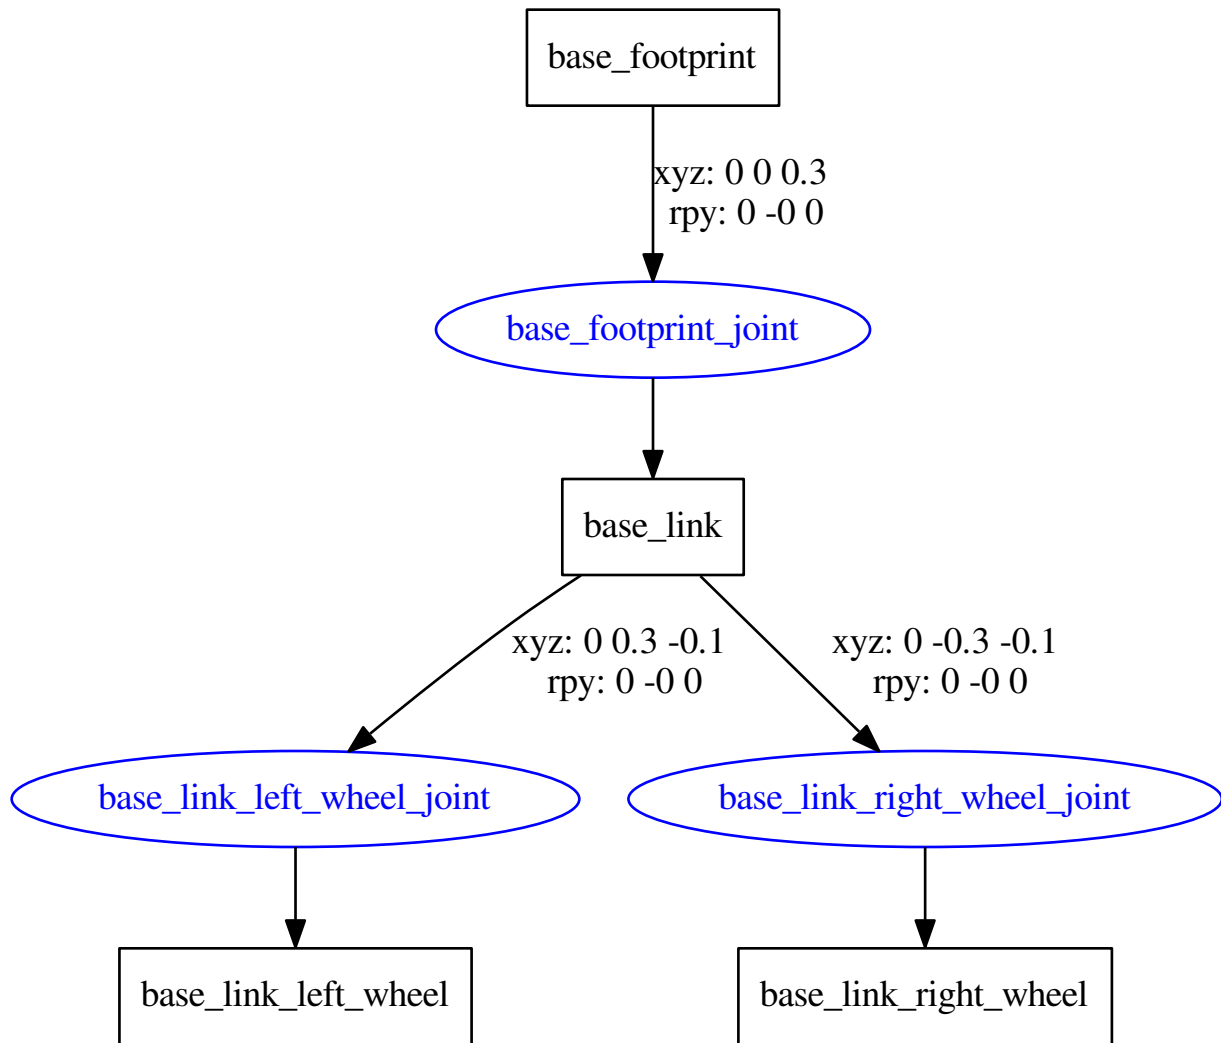 base_footprint
xyz: 0 0 0.3
rpy: 0 -0 0
base_footprint_joint
base_link
xyz: 0 0.3 -0.1
rpy: 0 -0 0
xyz: 0 -0.3 -0.1
rpy: 0 -0 0
base_link_left_wheel_joint
base_link_right_wheel_joint
base_link_left_wheel
base_link_right_wheel